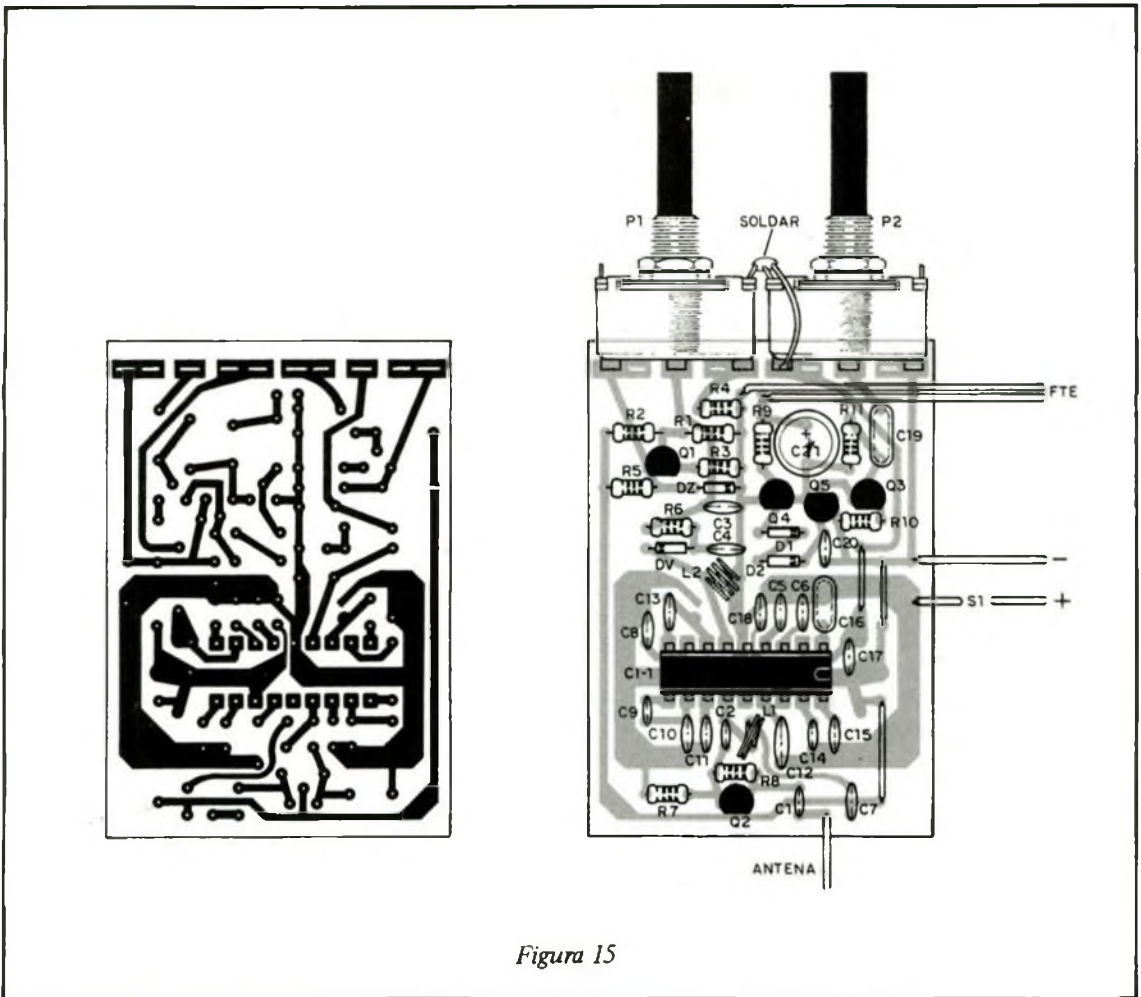 P1 SOLDAR P2
FTE
R4
R2 R1 R9 R11
C19
Q1 C21
R3
R5 DZ Q5 Q3
R6 C3 Q4 R10
C4 D1 C20
DV L2 D2
S1
+
-
C13 C18 C5 C6 C16
C8
C17
C1-1
C9 C2 L1
C10 C11 C12 C14 C15
R8
R7 Q2 C1 C7
ANTENA
Figura 15